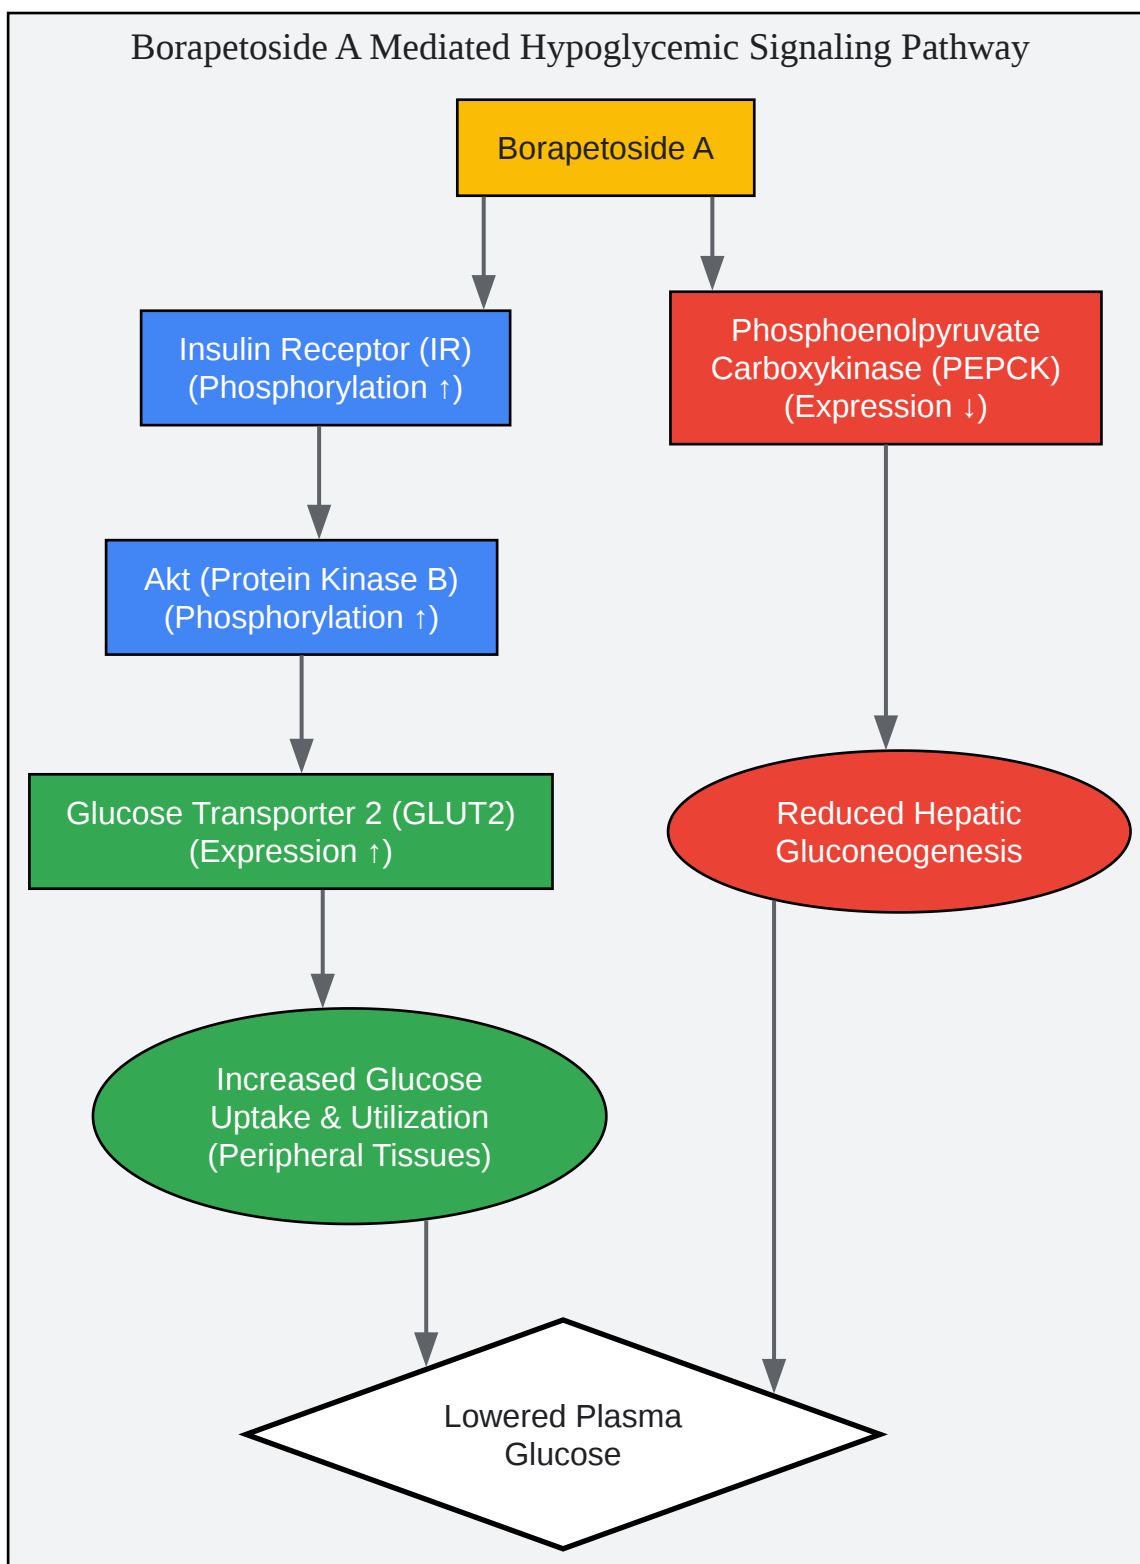 Borapetoside A Mediated Hypoglycemic Signaling Pathway
Borapetoside A
Insulin Receptor (IR)
(Phosphorylation ↑)
Phosphoenolpyruvate
Carboxykinase (PEPCK)
(Expression ↓)
Akt (Protein Kinase B)
(Phosphorylation ↑)
Glucose Transporter 2 (GLUT2)
(Expression ↑)
Reduced Hepatic
Gluconeogenesis
Increased Glucose
Uptake & Utilization
(Peripheral Tissues)
Lowered Plasma
Glucose